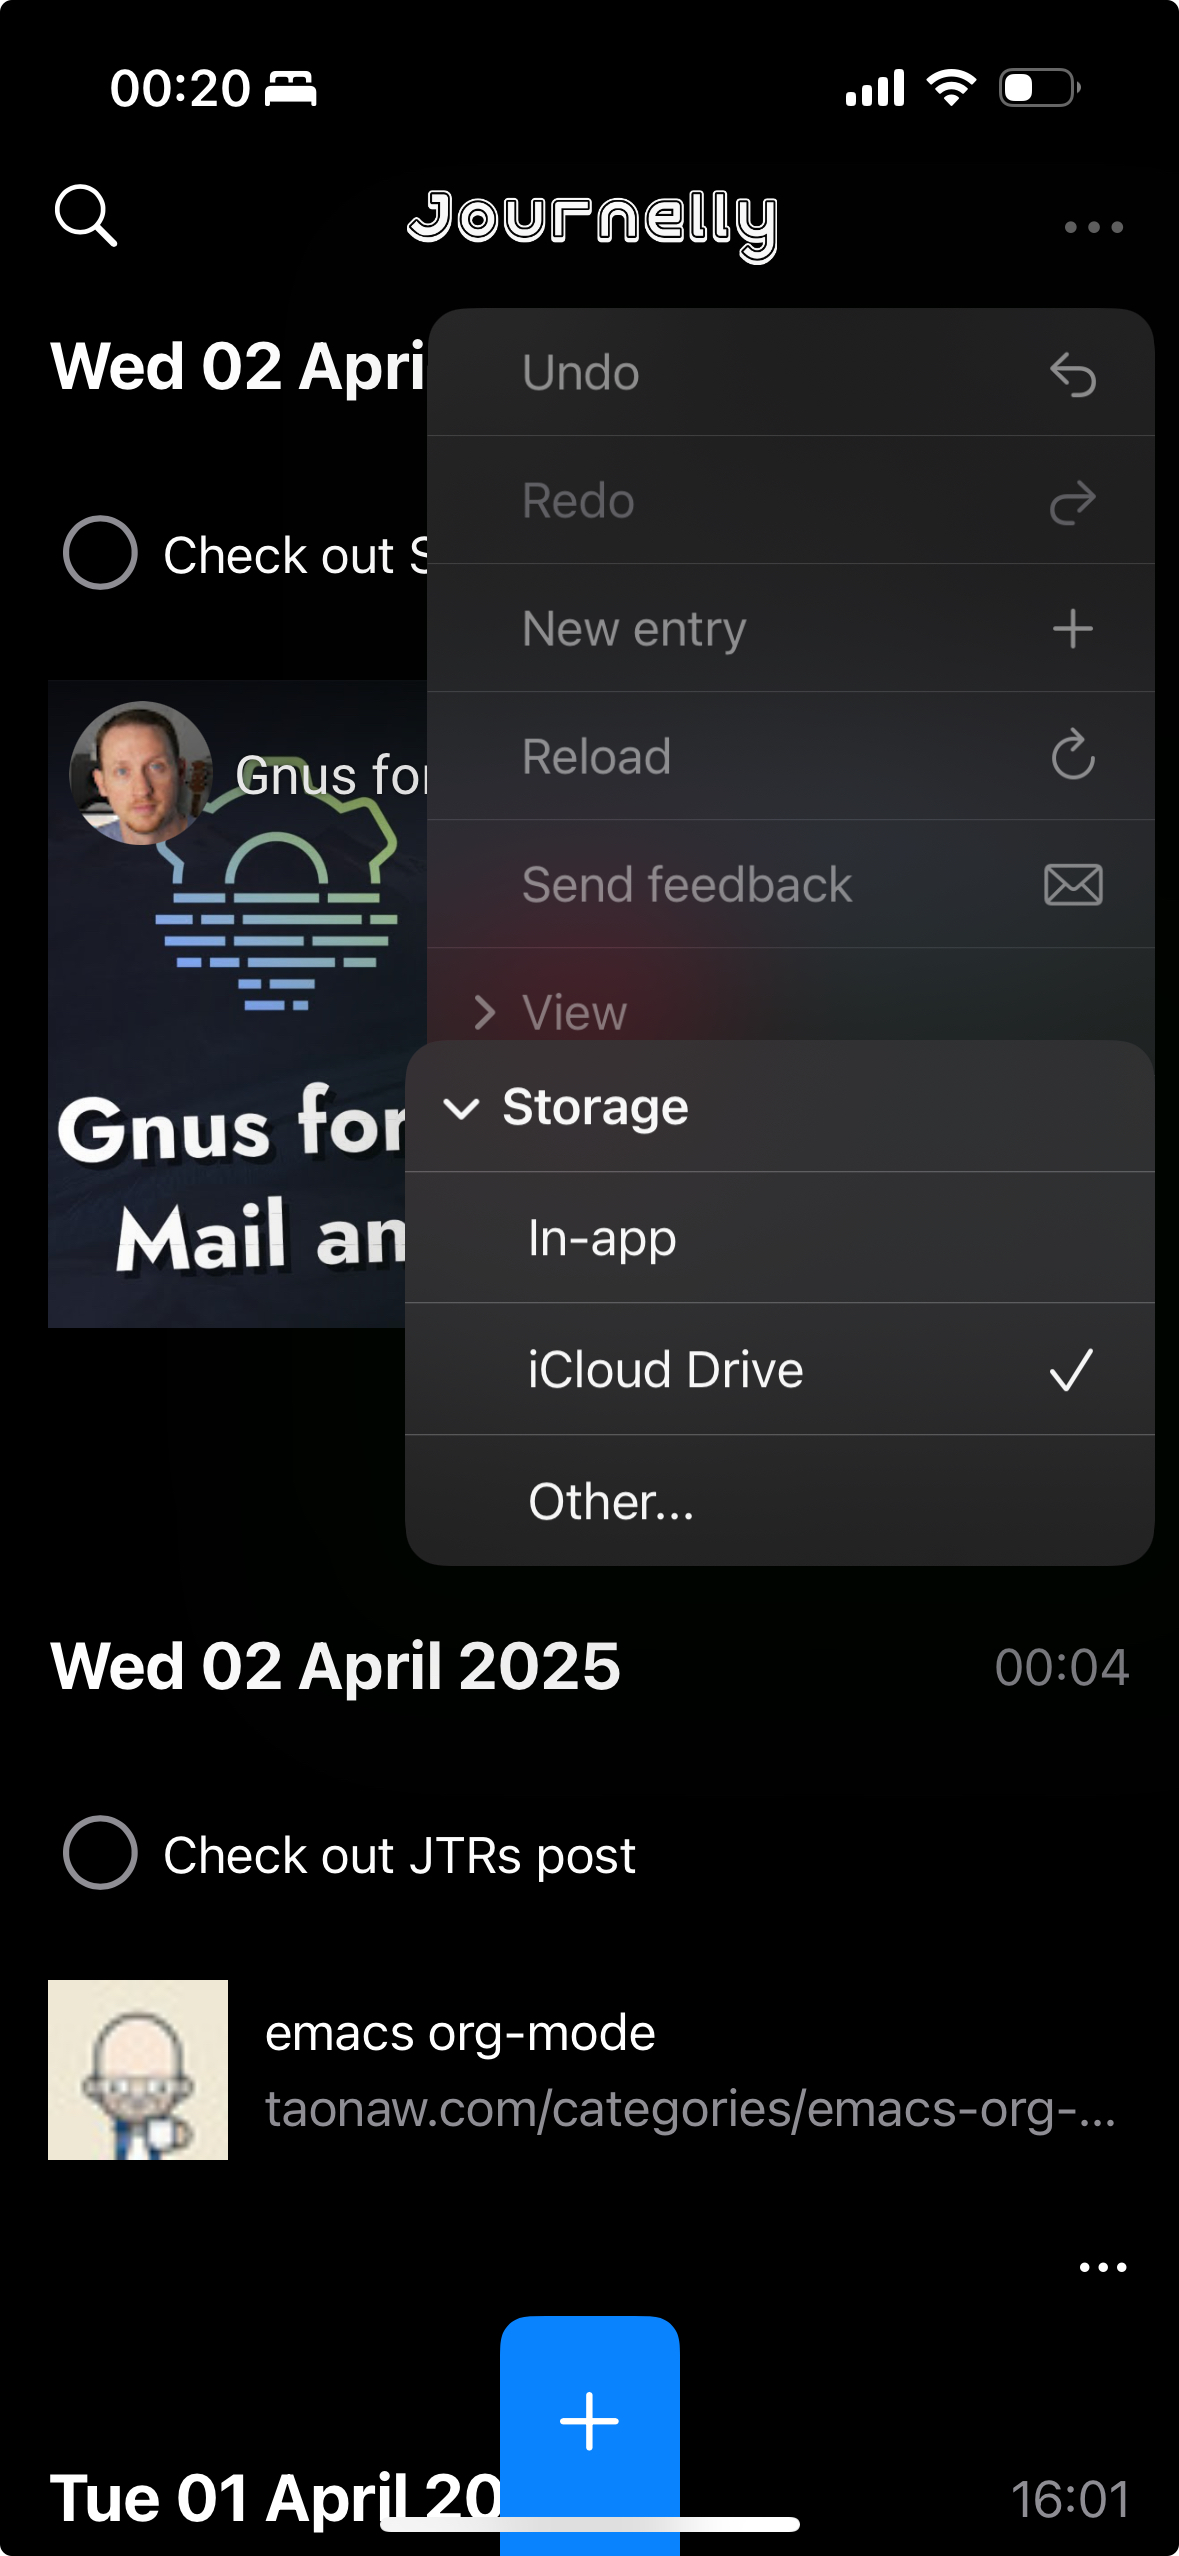 00:20
Journelly
Wed 02 Apri
Undo
Redo
Check out S
New entry
Reload
Gnus for
Send feedback
View
Gnus for
Mail an
Storage
In-app
iCloud Drive
Other...
Wed 02 April 2025 00:04
Check out JTRs post
emacs org-mode
taonaw.com/categories/emacs-org-...
Tue 01 April 20 16:01